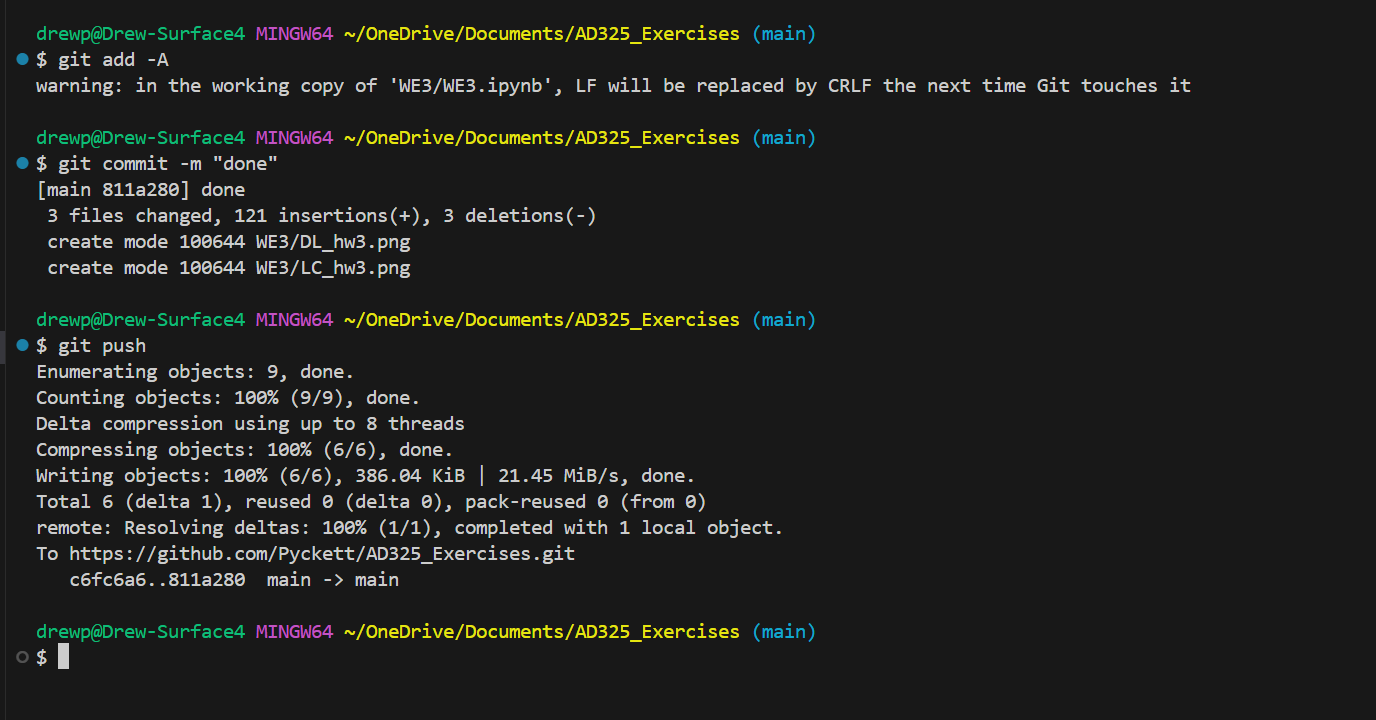 drewp@Drew-Surface4 MINGW64 ~/OneDrive/Documents/AD325_Exercises (main)
$ git add -A
warning: in the working copy of 'WE3/WE3.ipynb', LF will be replaced by CRLF the next time Git touches it
drewp@Drew-Surface4 MINGW64 ~/OneDrive/Documents/AD325_Exercises (main)
$ git commit -m "done"
[main 811a280] done
 3 files changed, 121 insertions(+), 3 deletions(-)
 create mode 100644 WE3/DL_hw3.png
 create mode 100644 WE3/LC_hw3.png
drewp@Drew-Surface4 MINGW64 ~/OneDrive/Documents/AD325_Exercises (main)
$ git push
Enumerating objects: 9, done.
Counting objects: 100% (9/9), done.
Delta compression using up to 8 threads
Compressing objects: 100% (6/6), done.
Writing objects: 100% (6/6), 386.04 KiB | 21.45 MiB/s, done.
Total 6 (delta 1), reused 0 (delta 0), pack-reused 0 (from 0)
remote: Resolving deltas: 100% (1/1), completed with 1 local object.
To https://github.com/Pyckett/AD325_Exercises.git
   c6fc6a6..811a280  main -> main
drewp@Drew-Surface4 MINGW64 ~/OneDrive/Documents/AD325_Exercises (main)
$